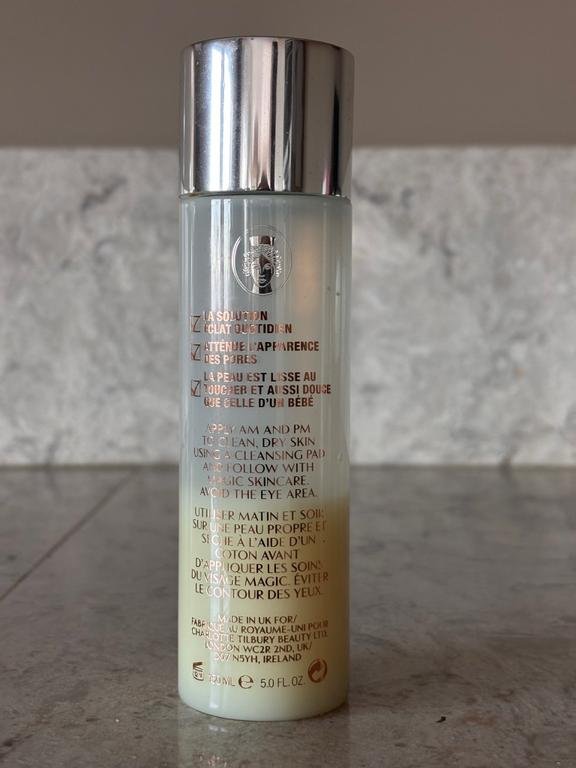 LA SOLUTION
ÉCLAT QUOTIDIEN
ATTÉNUE L'APPARENCE
DES PORES
LA PEAU EST LISSE AU
TOUCHER ET AUSSI DOUCE
QUE CELLE D'UN BÉBÉ
APPLY AM AND PM
TO CLEAN, DRY SKIN
USING A CLEANSING PAD
AND FOLLOW WITH
MAGIC SKINCARE.
AVOID THE EYE AREA.
UTILISER MATIN ET SOIR
SUR UNE PEAU PROPRE ET
SÈCHE À L'AIDE D'UN
COTON AVANT
D'APPLIQUER LES SOINS
DU VISAGE MAGIC. ÉVITER
LE CONTOUR DES YEUX.
MADE IN UK FOR/
FABRIQUÉ AU ROYAUME-UNI POUR
CHARLOTTE TILBURY BEAUTY LTD.
LONDON WC2R 2ND, UK/
D07 N5YH, IRELAND
150 ML e 5.0 FL. OZ.